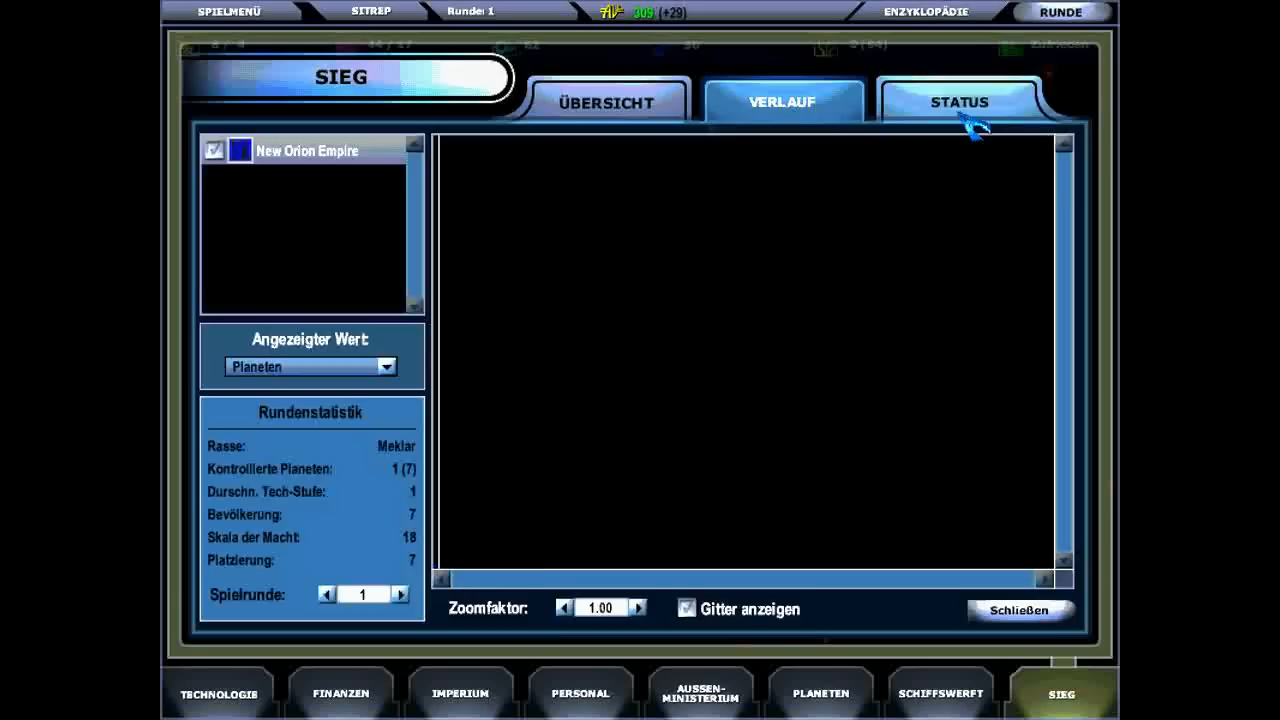 SPIELMENÜ
SITREP
Runde: 1
309 (+29)
ENZYKLOPÄDIE
RUNDE
SIEG
ÜBERSICHT
VERLAUF
STATUS
New Orion Empire
Angezeigter Wert:
Planeten
Rundenstatistik
Rasse: Meklar
Kontrollierte Planeten: 1 (7)
Durschn. Tech-Stufe: 1
Bevölkerung: 7
Skala der Macht: 18
Platzierung: 7
Spielrunde: 1
Zoomfaktor: 1.00
Gitter anzeigen
Schließen
TECHNOLOGIE
FINANZEN
IMPERIUM
PERSONAL
AUSSEN-
MINISTERIUM
PLANETEN
SCHIFFSWERFT
SIEG